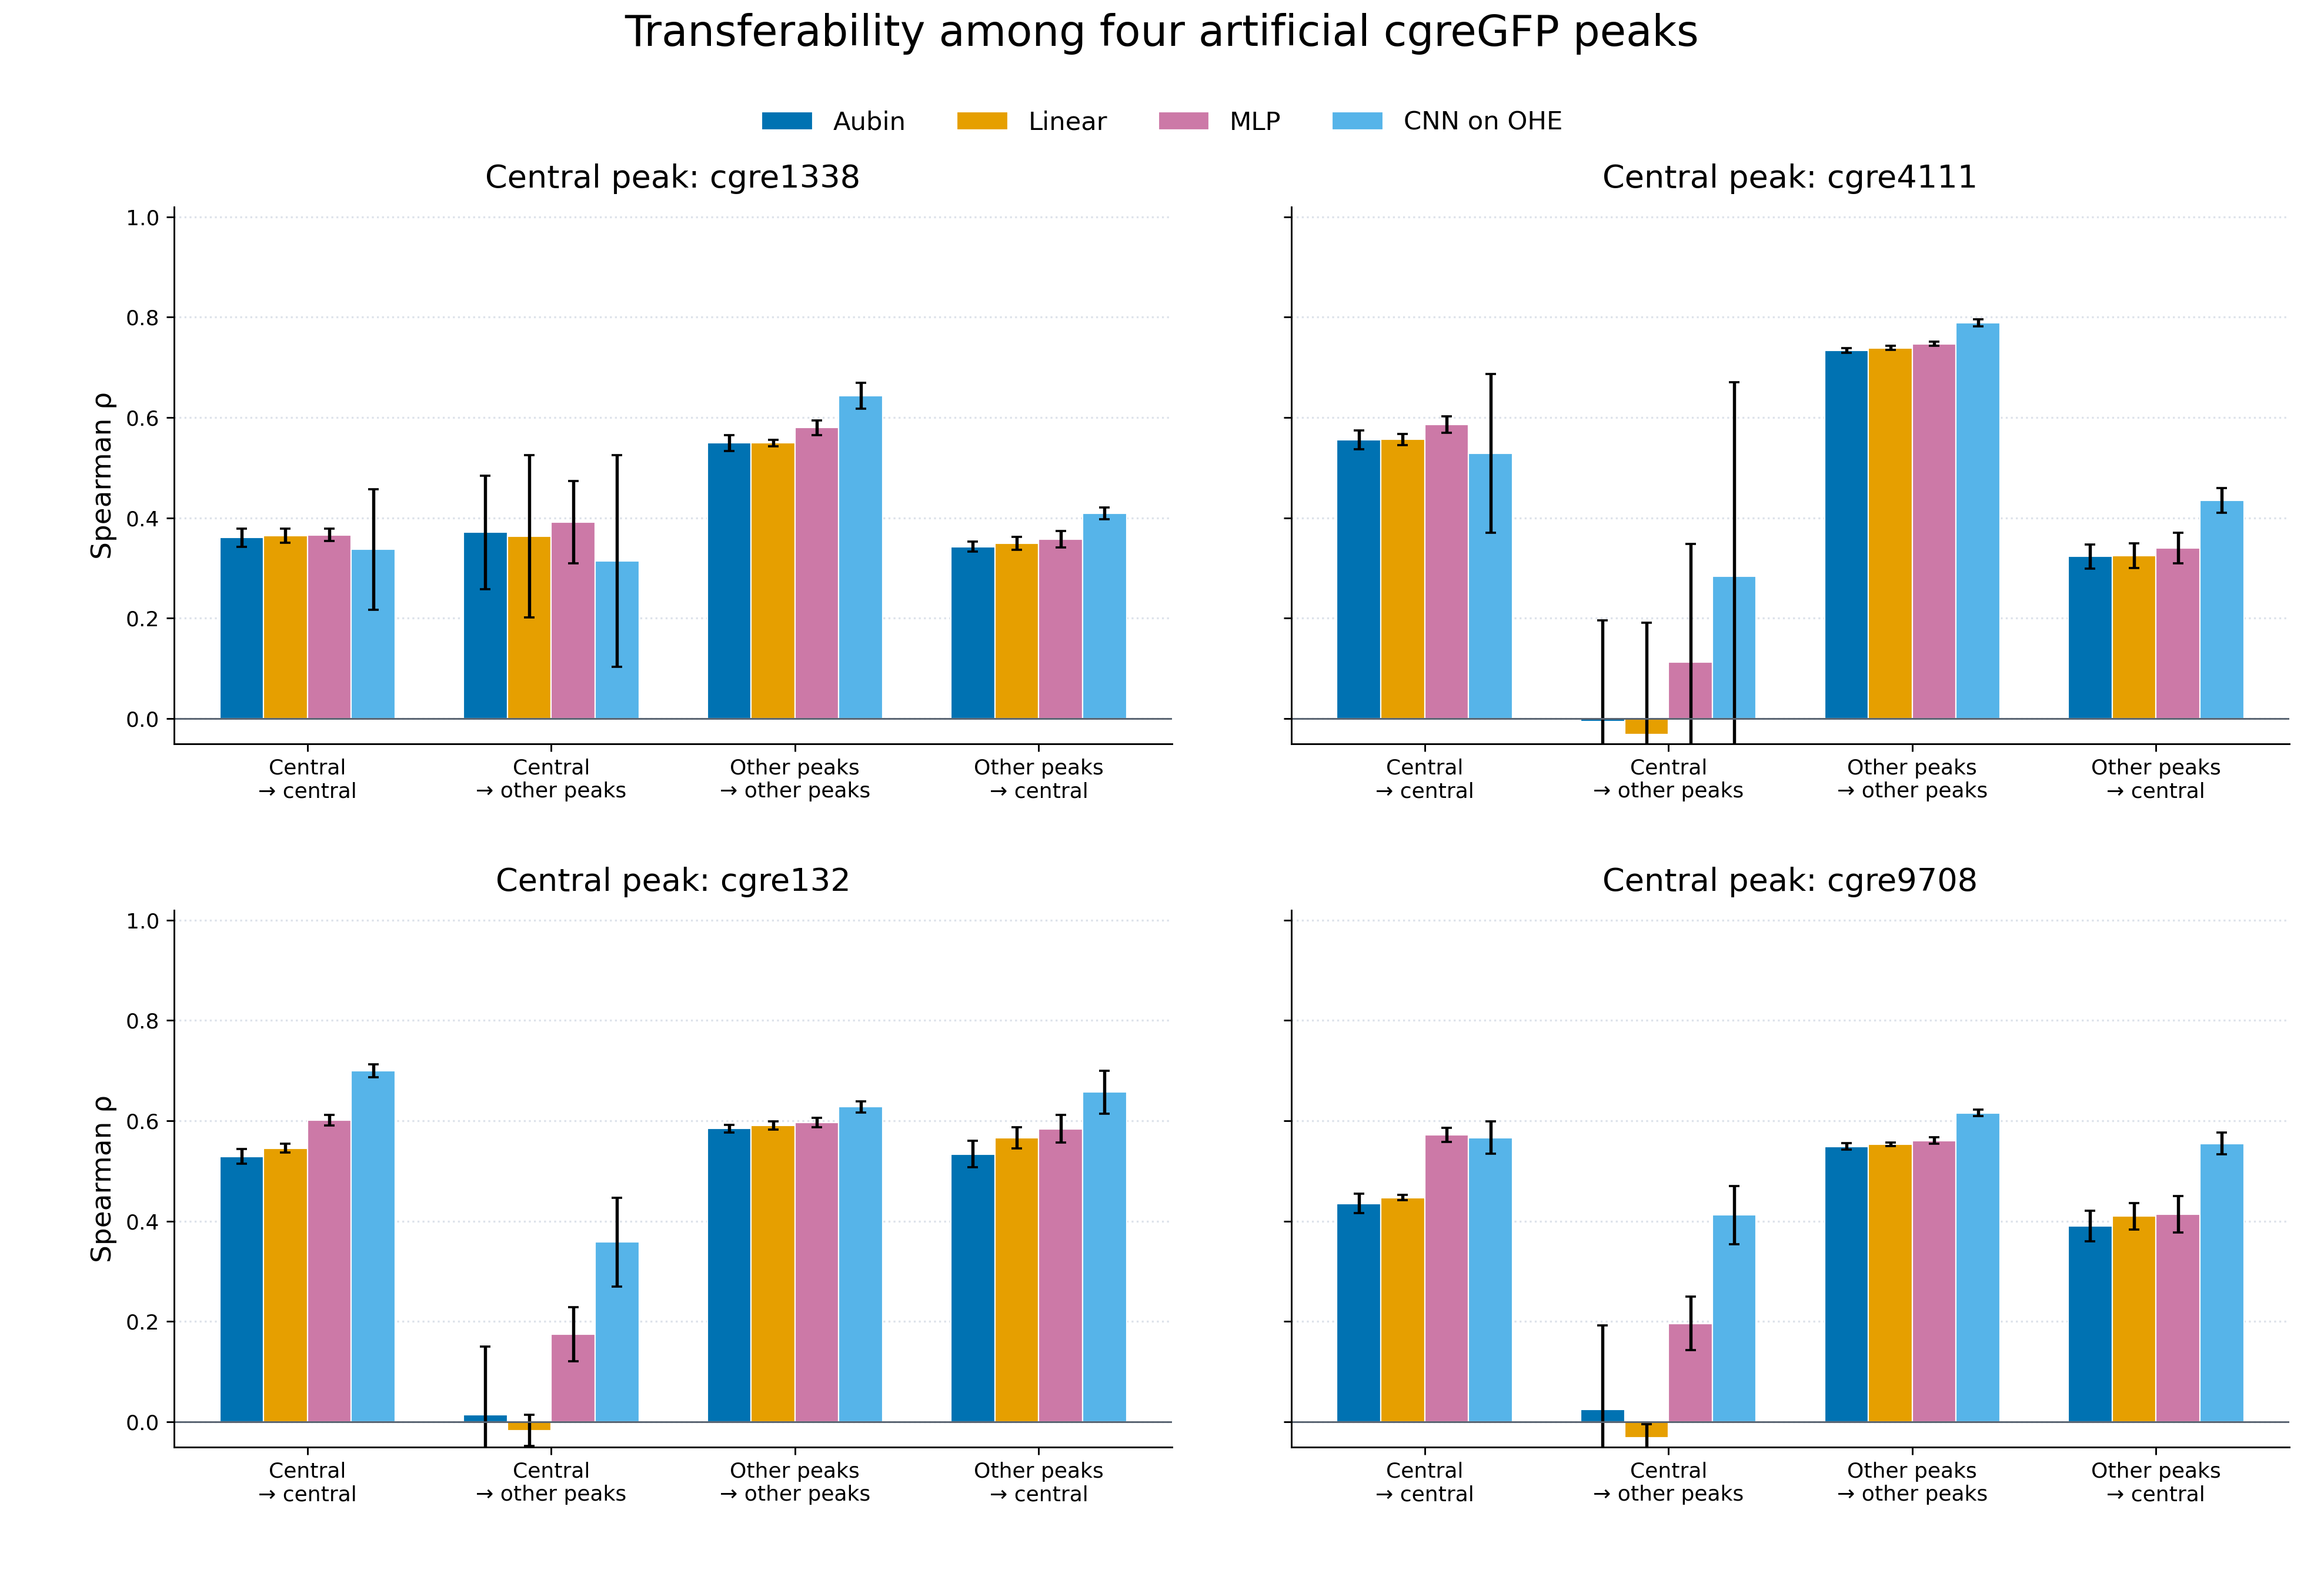 Transferability among four artificial cgreGFP peaks
Aubin
Linear
MLP
CNN on OHE
Central peak: cgre1338
1.0
0.8
0.6
0.4
0.2
0.0
Spearman ρ
Central
→ central
Central
→ other peaks
Other peaks
→ other peaks
Other peaks
→ central
Central peak: cgre4111
Central
→ central
Central
→ other peaks
Other peaks
→ other peaks
Other peaks
→ central
Central peak: cgre132
1.0
0.8
0.6
0.4
0.2
0.0
Spearman ρ
Central
→ central
Central
→ other peaks
Other peaks
→ other peaks
Other peaks
→ central
Central peak: cgre9708
Central
→ central
Central
→ other peaks
Other peaks
→ other peaks
Other peaks
→ central